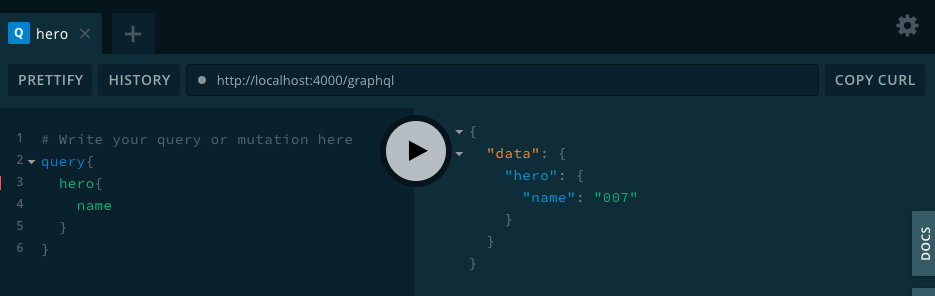 Q hero
PRETTIFY HISTORY http://localhost:4000/graphql COPY CURL
1 # Write your query or mutation here
2 query{
3 hero{
4 name
5 }
6 }
{
"data": {
"hero": {
"name": "007"
}
}
}
DOCS